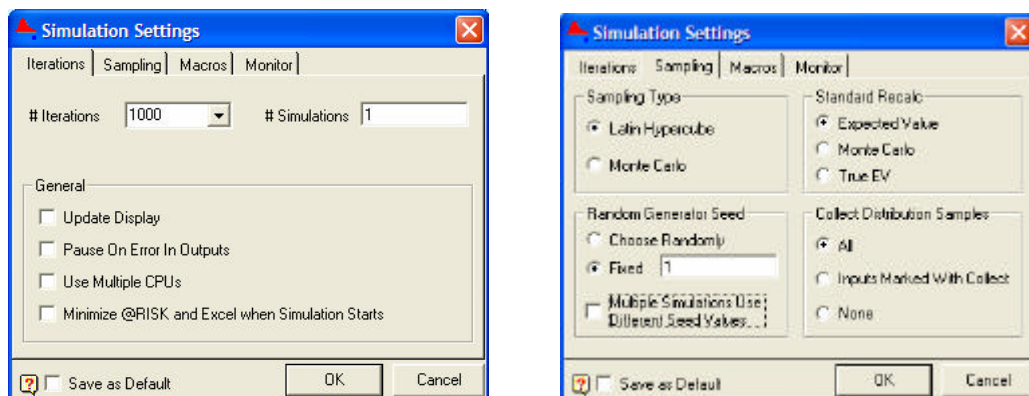 Simulation Settings
Iterations Sampling Macros Monitor
# Iterations 1000 # Simulations 1
General
Update Display
Pause On Error In Outputs
Use Multiple CPUs
Minimize @RISK and Excel when Simulation Starts
Save as Default OK Cancel
Simulation Settings
Iterations Sampling Macros Monitor
Sampling Type
Latin Hypercube
Monte Carlo
Standard Recalc
Expected Value
Monte Carlo
True EV
Random Generator Seed
Choose Randomly
Fixed 1
Multiple Simulations Use
Different Seed Values
Collect Distribution Samples
All
Inputs Marked With Collect
None
Save as Default OK Cancel